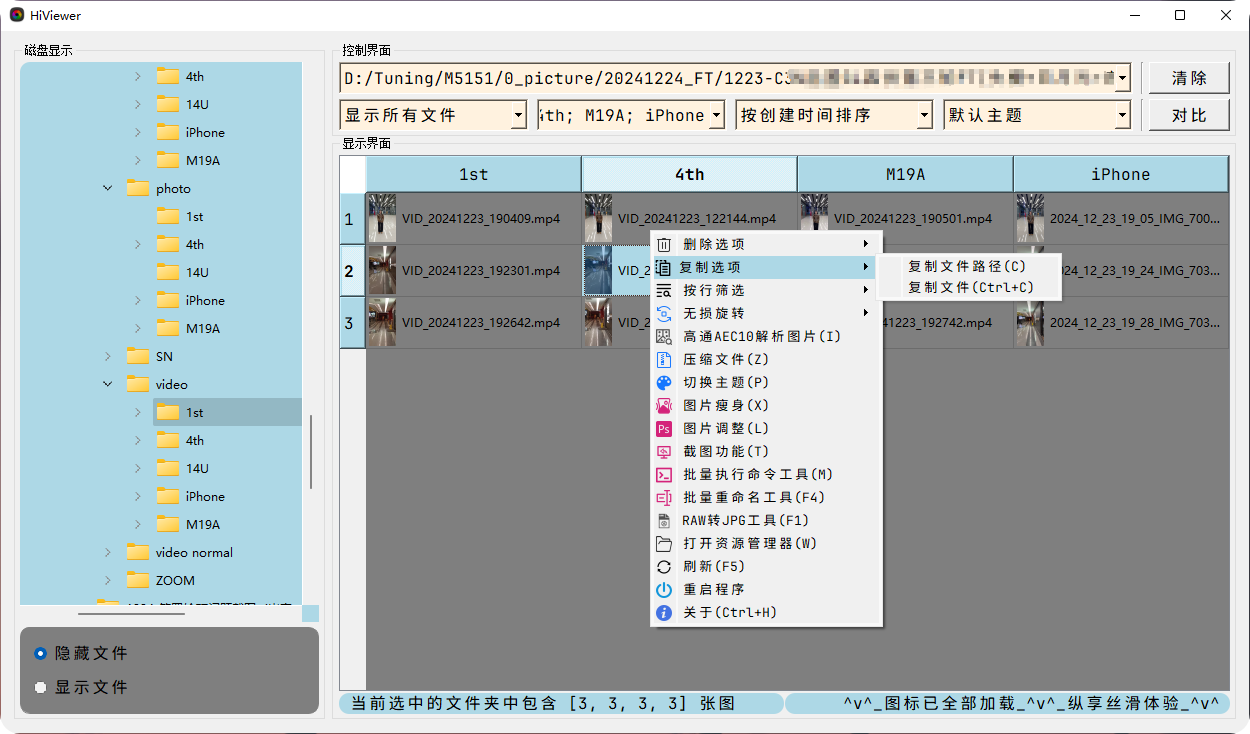 HiViewer
磁盘显示
4th
14U
iPhone
M19A
photo
1st
4th
14U
iPhone
M19A
SN
video
1st
4th
14U
iPhone
M19A
video normal
ZOOM
隐藏文件
显示文件
控制界面
D:/Tuning/M5151/0_picture/20241224_FT/1223-C3
清除
显示所有文件
4th; M19A; iPhone
按创建时间排序
默认主题
对比
显示界面
1st 4th M19A iPhone
1 VID_20241223_190409.mp4 VID_20241223_122144.mp4 VID_20241223_190501.mp4 2024_12_23_19_05_IMG_700...
2 VID_20241223_192301.mp4 VID_2 024_12_23_19_24_IMG_703...
3 VID_20241223_192642.mp4 VID_ 41223_192742.mp4 2024_12_23_19_28_IMG_703...
删除选项
复制选项
按行筛选
无损旋转
高通AEC10解析图片(I)
压缩文件(Z)
切换主题(P)
图片瘦身(X)
Ps 图片调整(L)
截图功能(T)
批量执行命令工具(M)
批量重命名工具(F4)
RAW转JPG工具(F1)
打开资源管理器(W)
刷新(F5)
重启程序
关于(Ctrl+H)
复制文件路径(C)
复制文件(Ctrl+C)
当前选中的文件夹中包含 [3, 3, 3, 3] 张图
^v^_图标已全部加载_^v^_纵享丝滑体验_^v^